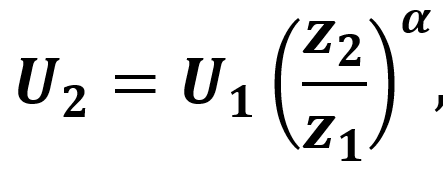 U₂ = U₁ (z₂/z₁)^α,